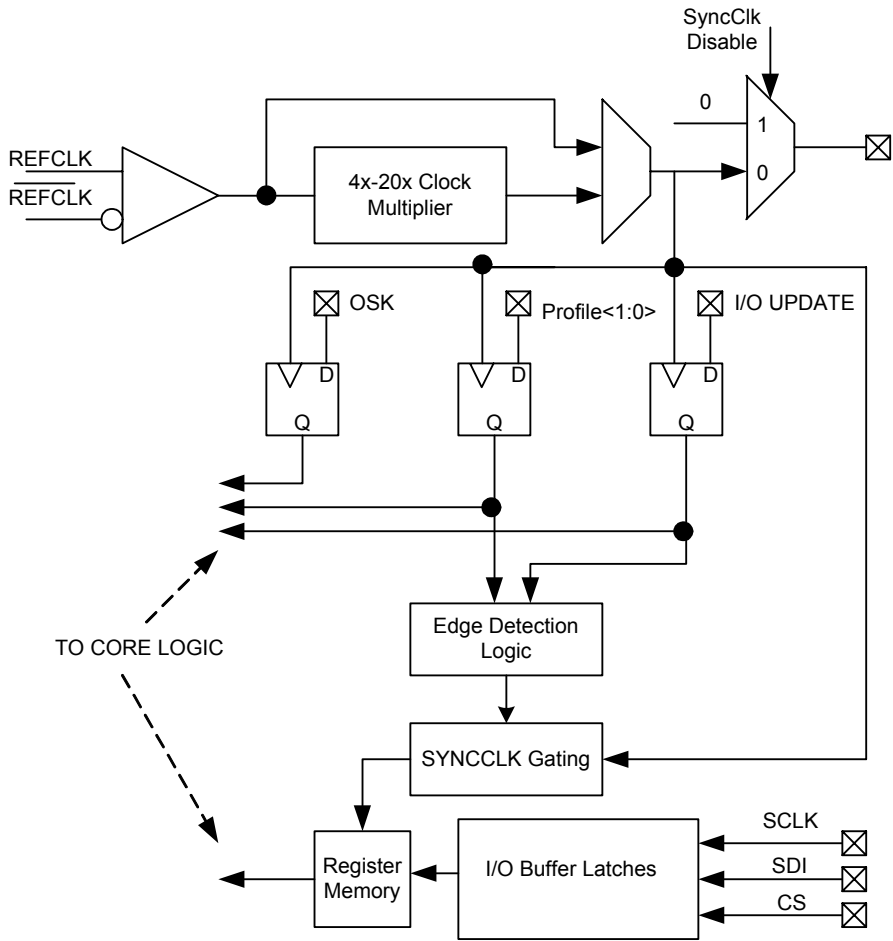 SyncClk
Disable
0
1
REFCLK
0
REFCLK
4x-20x Clock
Multiplier
OSK
Profile<1:0>
I/O UPDATE
D
D
D
Q
Q
Q
Edge Detection
Logic
TO CORE LOGIC
SYNCCLK Gating
SCLK
Register
Memory
I/O Buffer Latches
SDI
CS